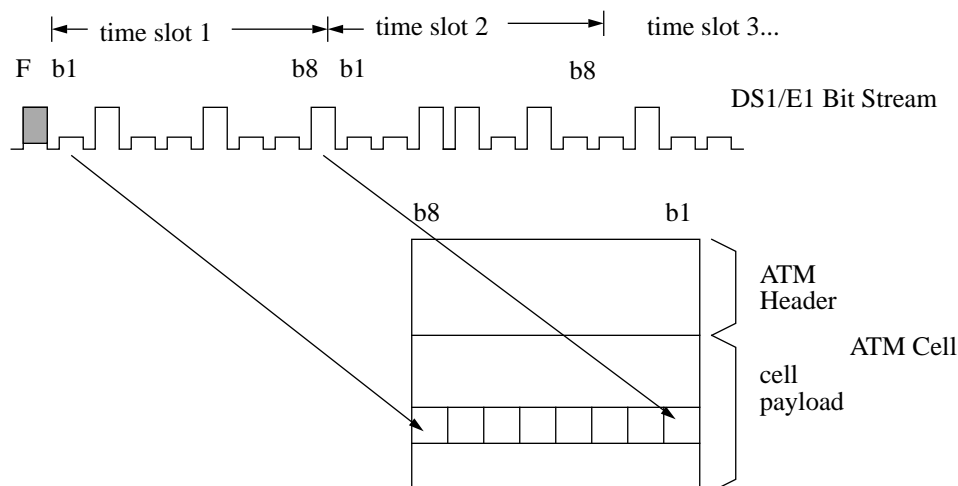 time slot 1 time slot 2 time slot 3...
F b1 b8 b1 b8
DS1/E1 Bit Stream
b8 b1
ATM
Header
ATM Cell
cell
payload